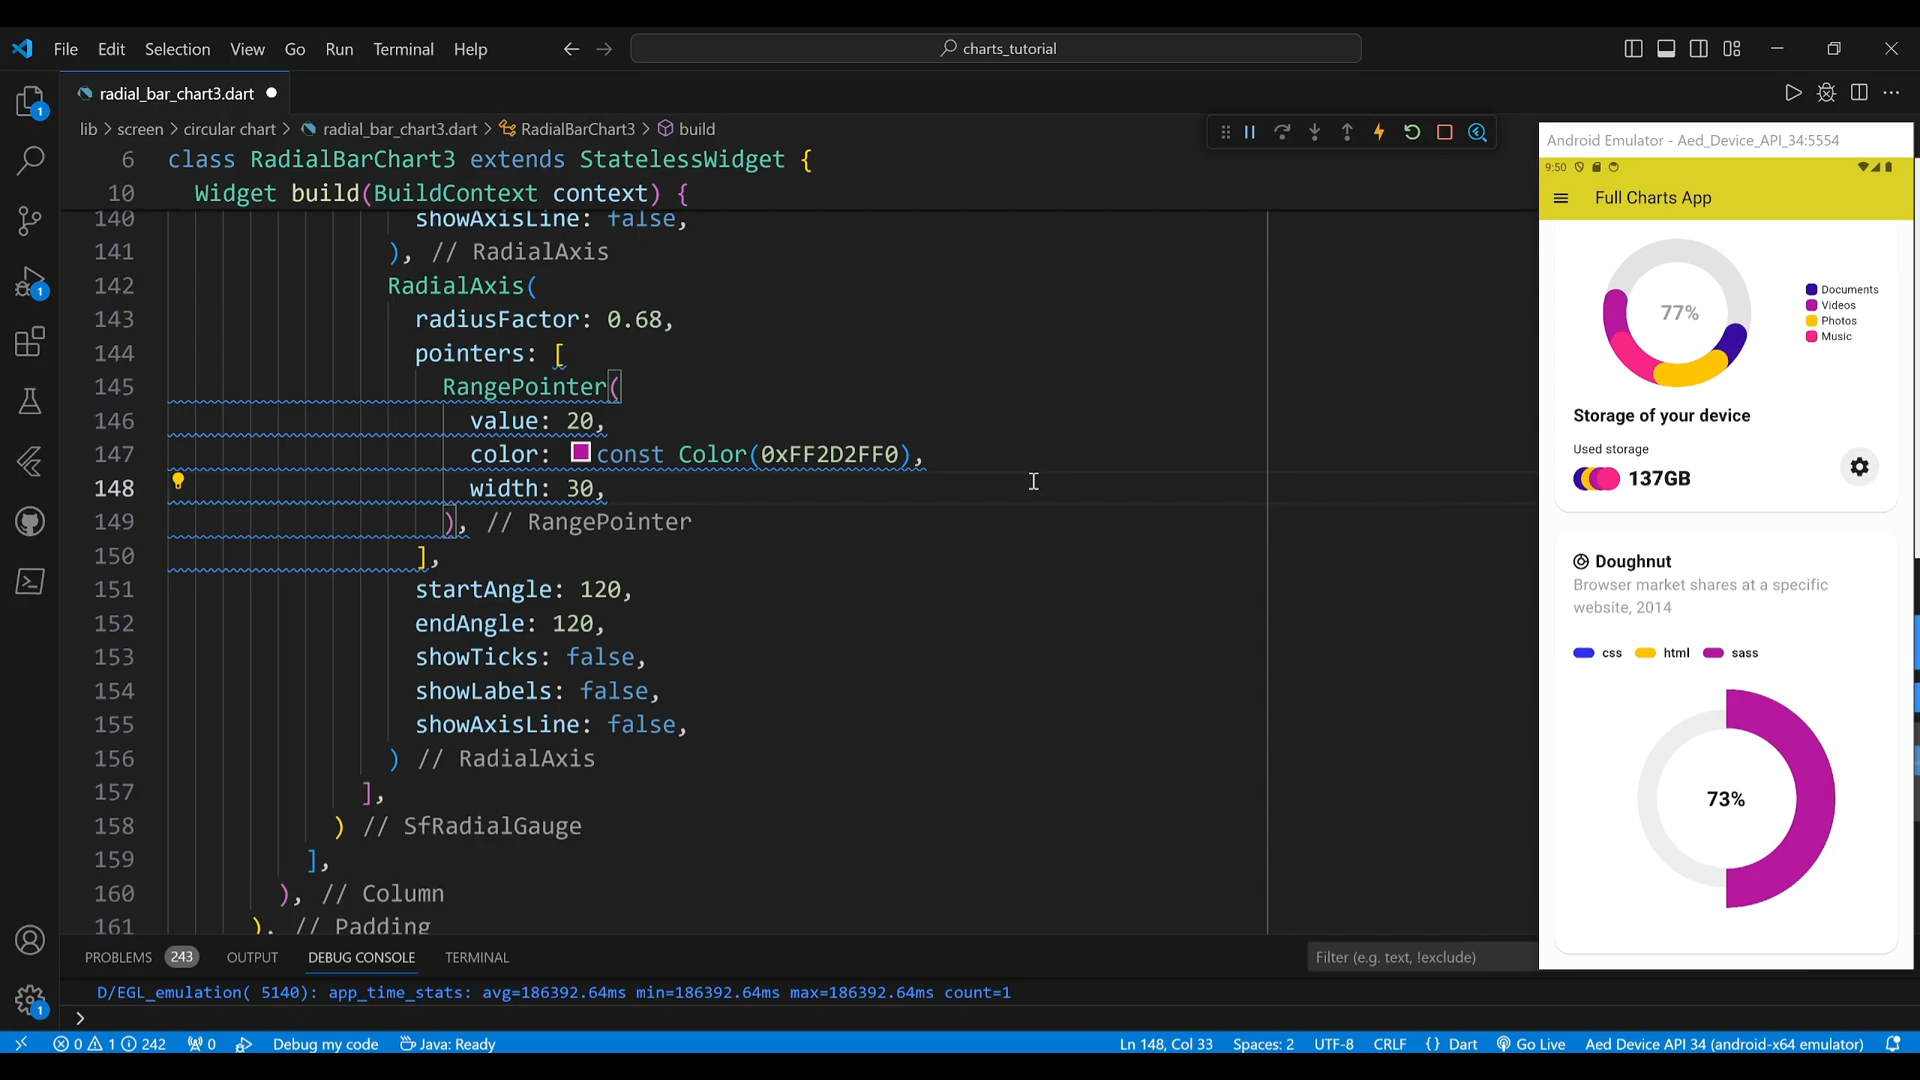 File Edit Selection View Go Run Terminal Help
charts_tutorial
radial_bar_chart3.dart
lib > screen > circular chart > radial_bar_chart3.dart > RadialBarChart3 > build
6 class RadialBarChart3 extends StatelessWidget {
10 Widget build(BuildContext context) {
140 showAxisLine: false,
141 ), // RadialAxis
142 RadialAxis(
143 radiusFactor: 0.68,
144 pointers: [
145 RangePointer(
146 value: 20,
147 color: const Color(0xFF2D2FF0),
148 width: 30,
149 ), // RangePointer
150 ],
151 startAngle: 120,
152 endAngle: 120,
153 showTicks: false,
154 showLabels: false,
155 showAxisLine: false,
156 ) // RadialAxis
157 ],
158 ) // SfRadialGauge
159 ],
160 ), // Column
161 ), // Padding
PROBLEMS 243 OUTPUT DEBUG CONSOLE TERMINAL
Filter (e.g. text, !exclude)
D/EGL_emulation( 5140): app_time_stats: avg=186392.64ms min=186392.64ms max=186392.64ms count=1
>
0 1 242 0 Debug my code Java: Ready
Ln 148, Col 33 Spaces: 2 UTF-8 CRLF {} Dart Go Live Aed Device API 34 (android-x64 emulator)
1
1
1
Android Emulator - Aed_Device_API_34:5554
9:50
Full Charts App
77%
Documents
Videos
Photos
Music
Storage of your device
Used storage
137GB
Doughnut
Browser market shares at a specific
website, 2014
css html sass
73%